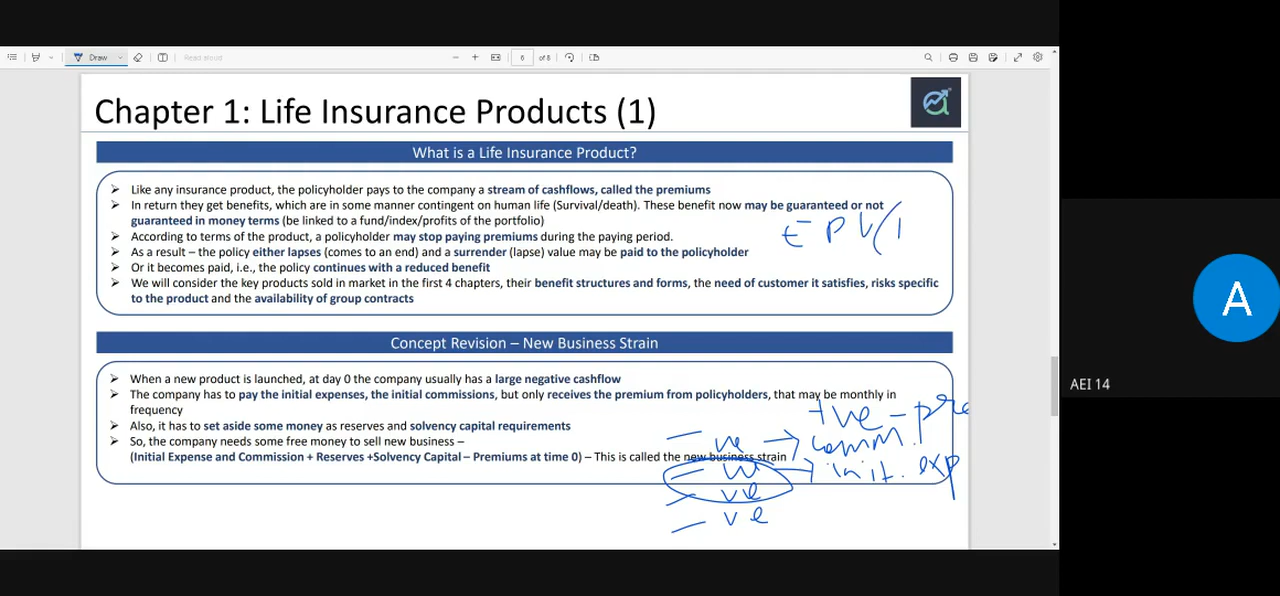 Draw
Read aloud
6
of 8
Chapter 1: Life Insurance Products (1)
What is a Life Insurance Product?
Like any insurance product, the policyholder pays to the company a stream of cashflows, called the premiums
In return they get benefits, which are in some manner contingent on human life (Survival/death). These benefit now may be guaranteed or not
guaranteed in money terms (be linked to a fund/index/profits of the portfolio)
EPV(
According to terms of the product, a policyholder may stop paying premiums during the paying period.
As a result – the policy either lapses (comes to an end) and a surrender (lapse) value may be paid to the policyholder
Or it becomes paid, i.e., the policy continues with a reduced benefit
We will consider the key products sold in market in the first 4 chapters, their benefit structures and forms, the need of customer it satisfies, risks specific
to the product and the availability of group contracts
Concept Revision – New Business Strain
When a new product is launched, at day 0 the company usually has a large negative cashflow
The company has to pay the initial expenses, the initial commissions, but only receives the premium from policyholders, that may be monthly in
frequency
+ve - pre
Also, it has to set aside some money as reserves and solvency capital requirements
So, the company needs some free money to sell new business –
- ve → comm.
(Initial Expense and Commission + Reserves +Solvency Capital – Premiums at time 0) – This is called the new business strain
- ve → init. exp
- ve
- ve
A
AEI 14